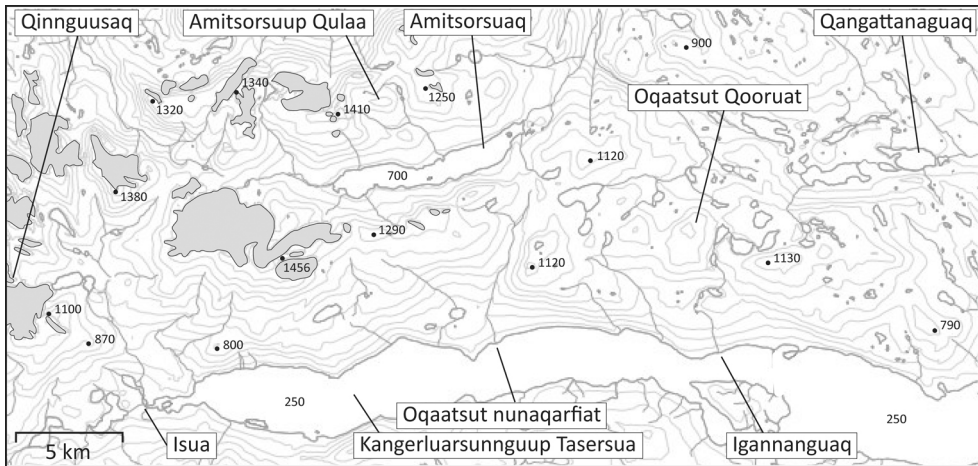 Qinngusaq
Amitsorsuup Qulaa
Amitsorsuaq
Qangattanaguaq
900
1340
1250
1320
1410
Oqaatsut Qooruat
1120
700
1380
1290
1456
1120
1130
1100
870
800
790
250
250
Oqaatsut nunaqarfiat
5 km
Isua
Kangerluarsunnguup Tasersua
Igannanguaq